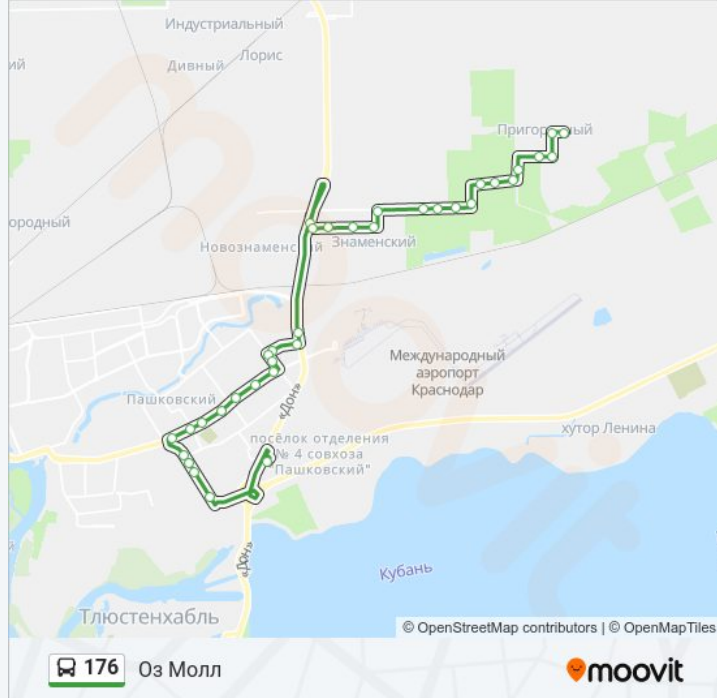 Индустриальный
Дивный
Лорис
ий
Пригородный
ородный
Новознаменский
Знаменский
Международный
аэропорт
Краснодар
Пашковский
«Дон»
хутор Ленина
посёлок отделения
№ 4 совхоза
Пашковский"
й
«Дон»
Кубань
Тлюстенхабль
© OpenStreetMap contributors | © OpenMapTiles
176 Оз Молл
moovit